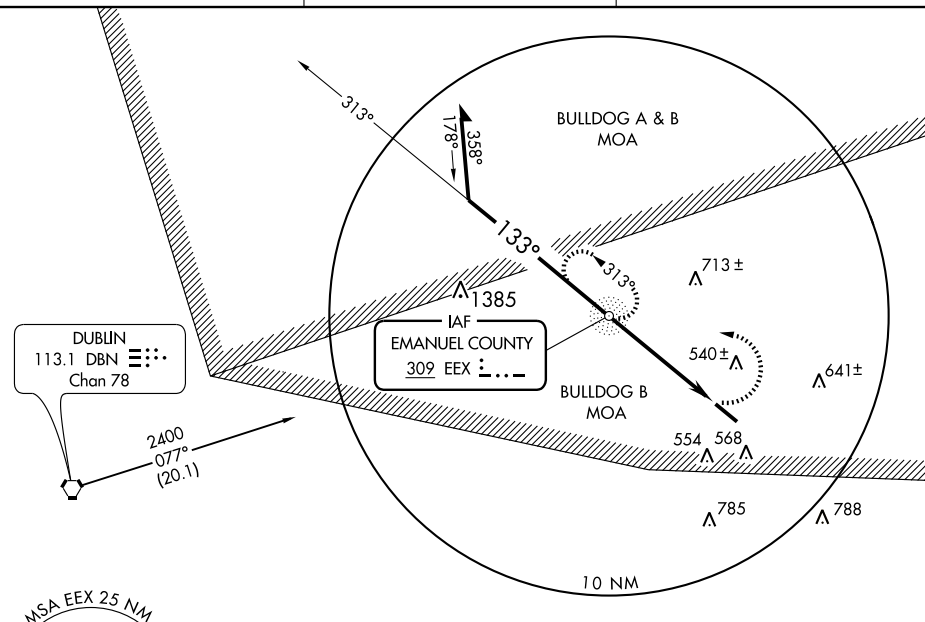 313°
358°
178°
BULLDOG A & B
MOA
133°
313°
713 ±
1385
IAF
EMANUEL COUNTY
309 EEX
DUBLIN
113.1 DBN
Chan 78
540 ±
641 ±
BULLDOG B
MOA
2400
077°
(20.1)
554
568
785
788
10 NM
MSA EEX 25 NM